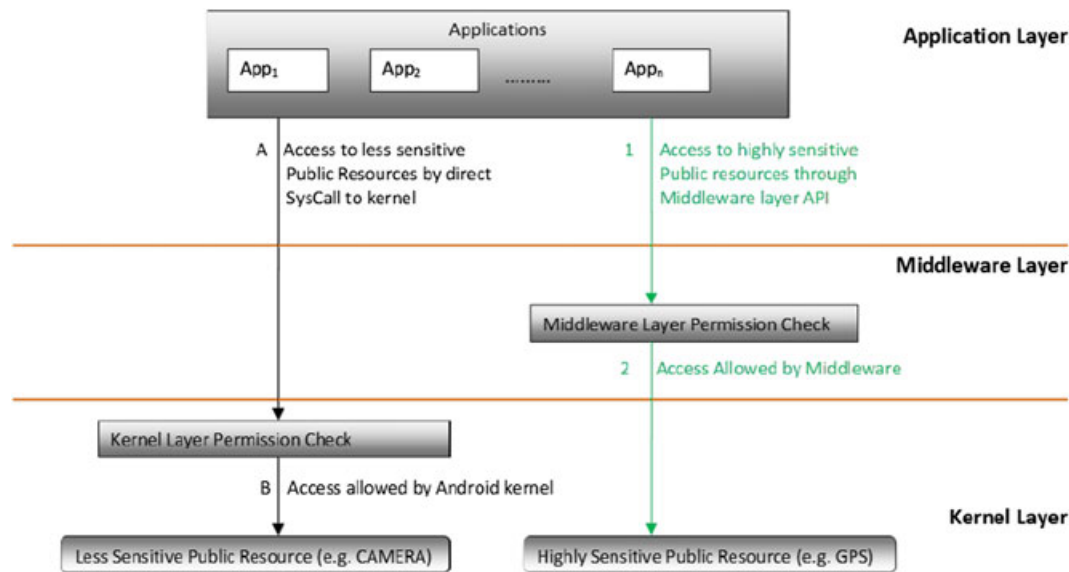 Applications
Application Layer
App1
App2
.........
Appn
A
Access to less sensitive
Public Resources by direct
SysCall to kernel
1
Access to highly sensitive
Public resources through
Middleware layer API
Middleware Layer
Middleware Layer Permission Check
2
Access Allowed by Middleware
Kernel Layer Permission Check
B
Access allowed by Android kernel
Kernel Layer
Less Sensitive Public Resource (e.g. CAMERA)
Highly Sensitive Public Resource (e.g. GPS)